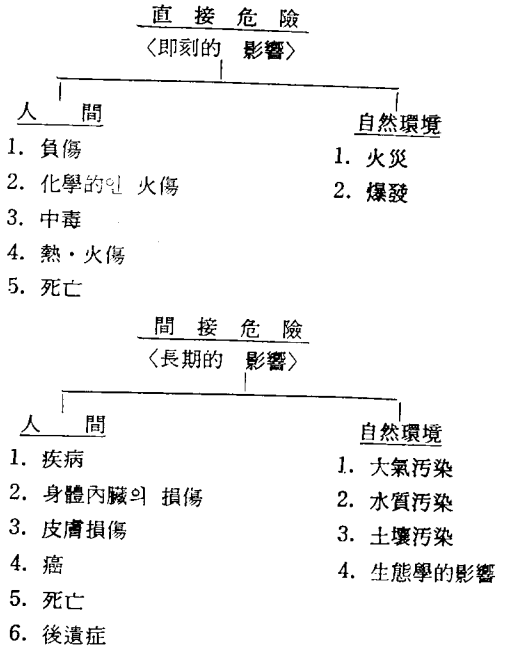 直接危險
〈即刻的 影響〉
人 間
1. 負傷
2. 化學的인 火傷
3. 中毒
4. 熱・火傷
5. 死亡
自然環境
1. 火災
2. 爆發
間接危險
〈長期的 影響〉
人 間
1. 疾病
2. 身體內臟의 損傷
3. 皮膚損傷
4. 癌
5. 死亡
6. 後遺症
自然環境
1. 大氣汚染
2. 水質汚染
3. 土壤汚染
4. 生態學的影響